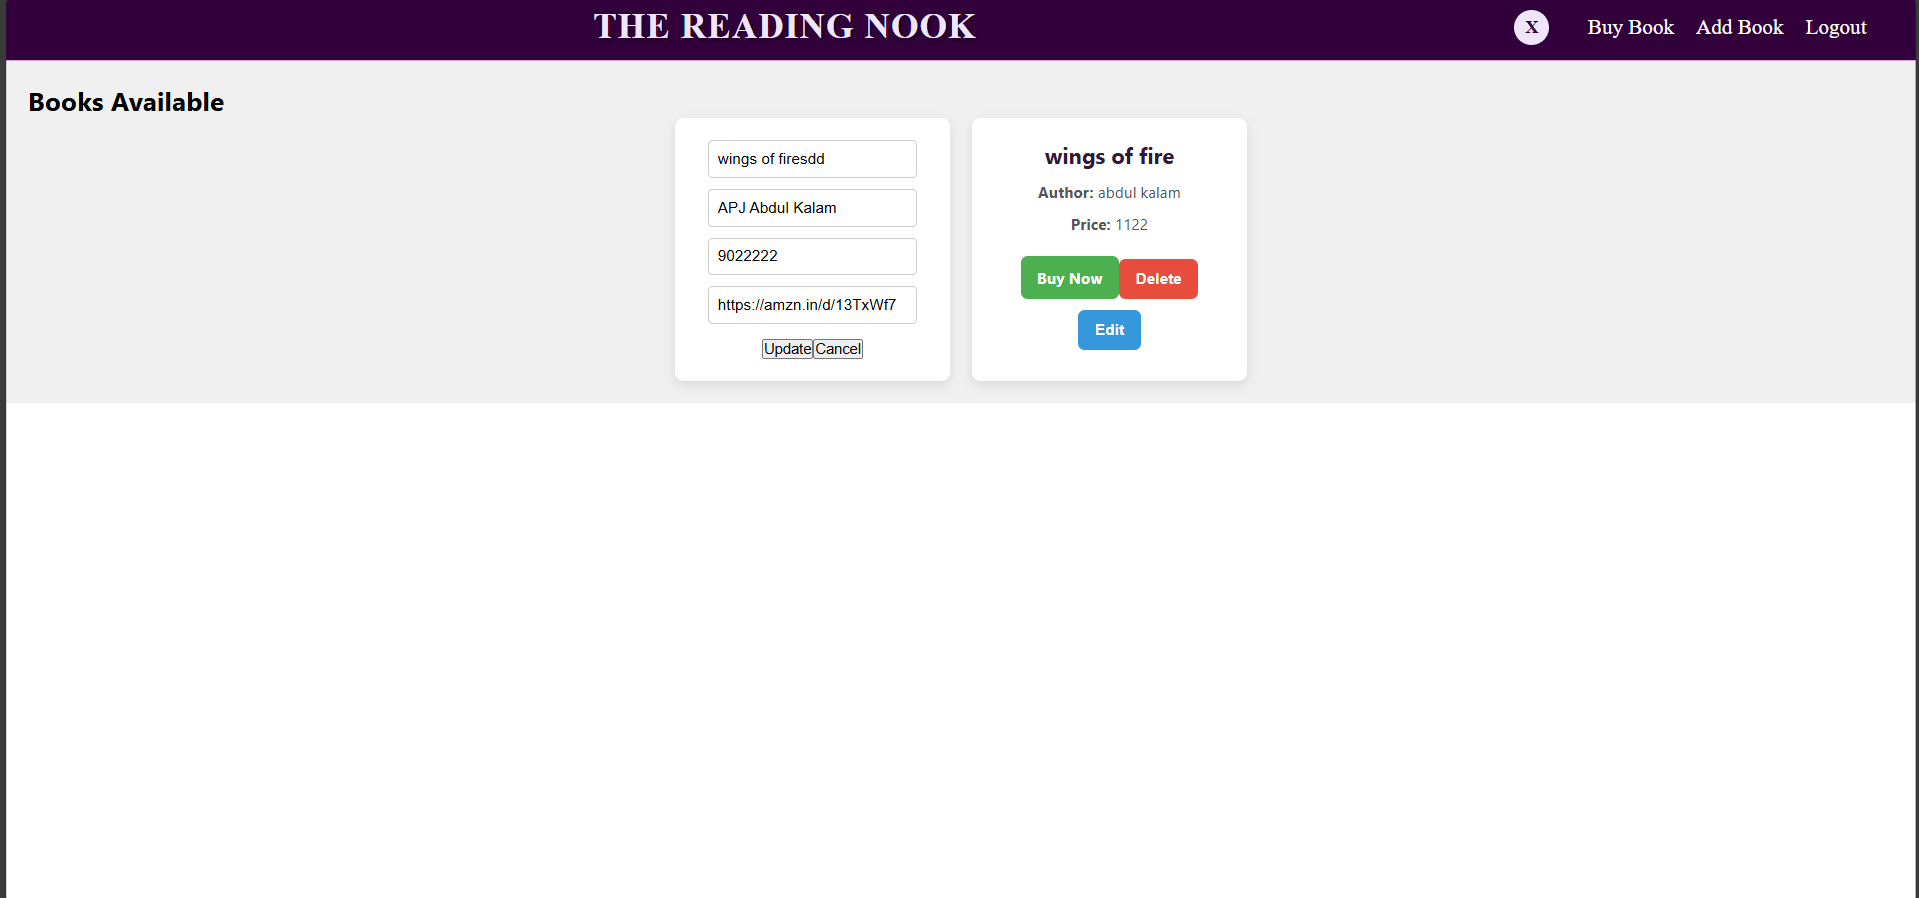 THE READING NOOK
X
Buy Book
Add Book
Logout
Books Available
wings of firesdd
APJ Abdul Kalam
9022222
https://amzn.in/d/13TxWf7
Update
Cancel
wings of fire
Author: abdul kalam
Price: 1122
Buy Now
Delete
Edit